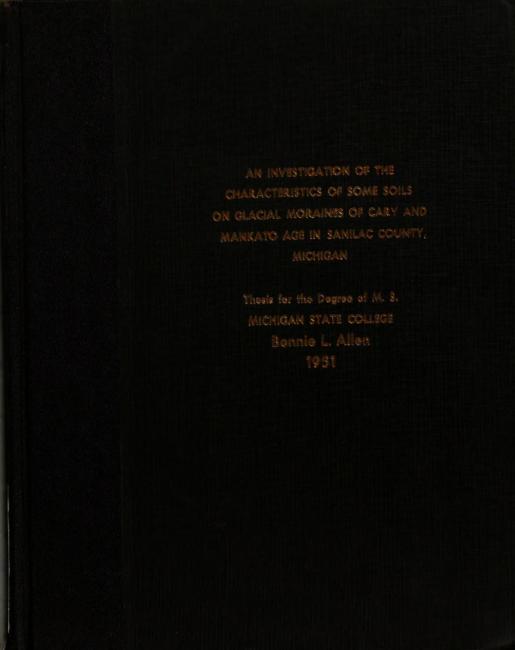 AN INVESTIGATION OF THE
CHARACTERISTICS OF SOME SOILS
ON GLACIAL MORAINES OF CARY AND
MANKATO AGE IN SANILAC COUNTY,
MICHIGAN
Thesis for the Degree of M. S.
MICHIGAN STATE COLLEGE
Bonnie L. Allen
1951